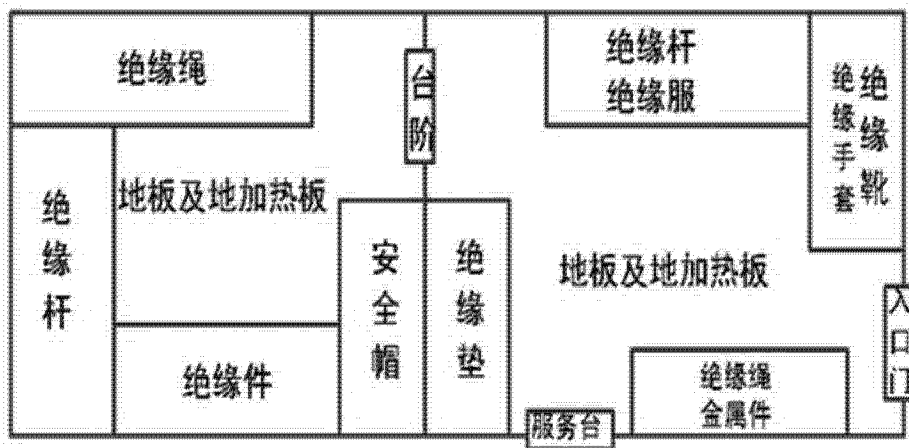 绝缘绳
台阶
绝缘杆
绝缘服
绝缘手套
绝缘靴
绝缘杆
地板及地加热板
安全帽
绝缘垫
地板及地加热板
入口门
绝缘件
绝缘绳
金属件
服务台